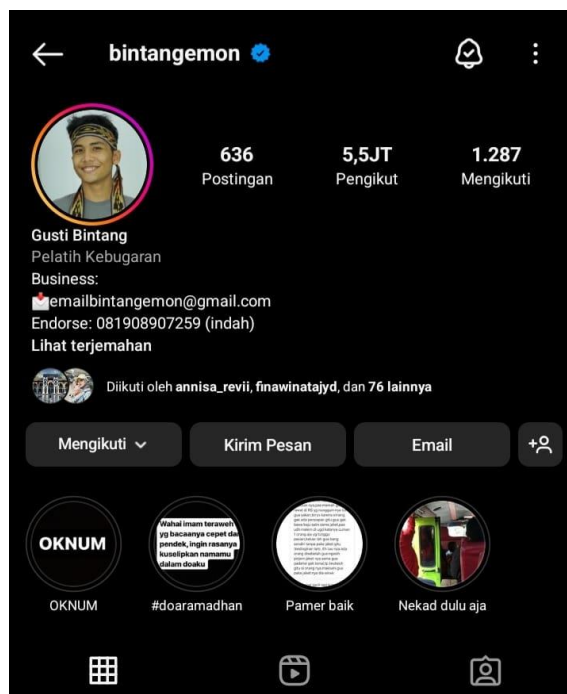 bintangemon
636
Postingan
5,5JT
Pengikut
1.287
Mengikuti
Gusti Bintang
Pelatih Kebugaran
Business:
📩emailbintangemon@gmail.com
Endorse: 081908907259 (indah)
Lihat terjemahan
Diikuti oleh annisa_revii, finawinatajyd, dan 76 lainnya
Mengikuti
Kirim Pesan
Email
OKNUM
Wahai imam teraweh
yg bacaanya cepet dan
pendek, ingin rasanya
kuselipkan namamu
dalam doaku
OKNUM
#doaramadhan
Pamer baik
Nekad dulu aja